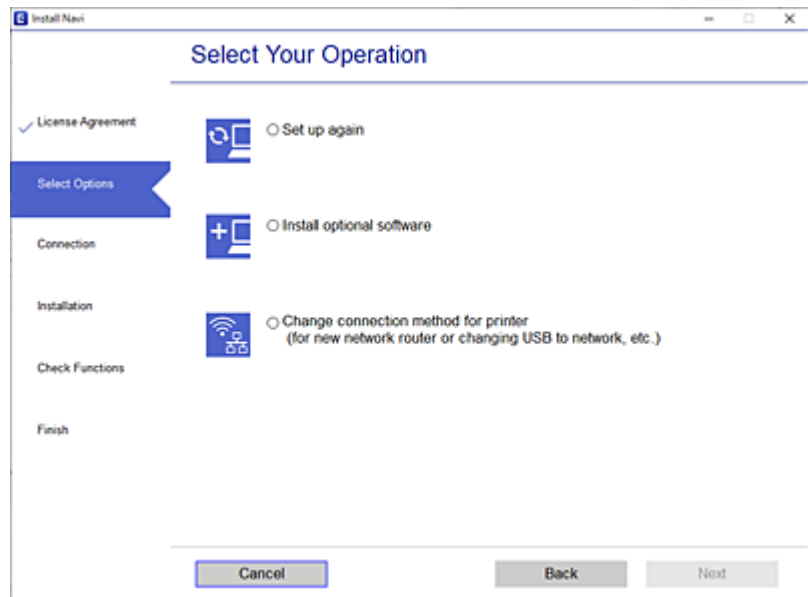 Install Navi
Select Your Operation
License Agreement
Select Options
Connection
Installation
Check Functions
Finish
Set up again
Install optional software
Change connection method for printer
(for new network router or changing USB to network, etc.)
Cancel
Back
Next